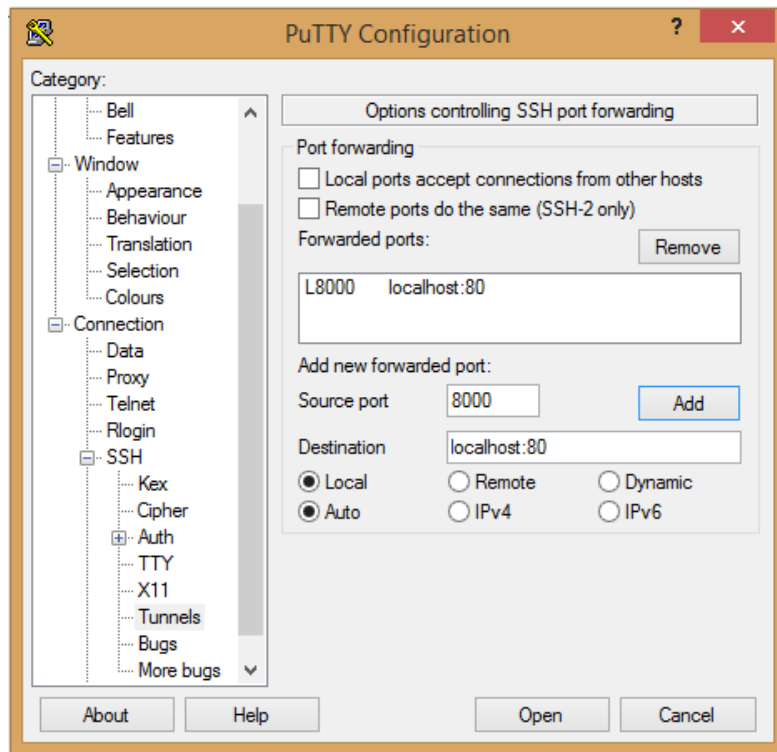 PuTTY Configuration
? ×
Category:
Bell
Features
Window
Appearance
Behaviour
Translation
Selection
Colours
Connection
Data
Proxy
Telnet
Rlogin
SSH
Kex
Cipher
Auth
TTY
X11
Tunnels
Bugs
More bugs
Options controlling SSH port forwarding
Port forwarding
Local ports accept connections from other hosts
Remote ports do the same (SSH-2 only)
Forwarded ports:
Remove
L8000 localhost:80
Add new forwarded port:
Source port 8000 Add
Destination localhost:80
Local Remote Dynamic
Auto IPv4 IPv6
About Help Open Cancel